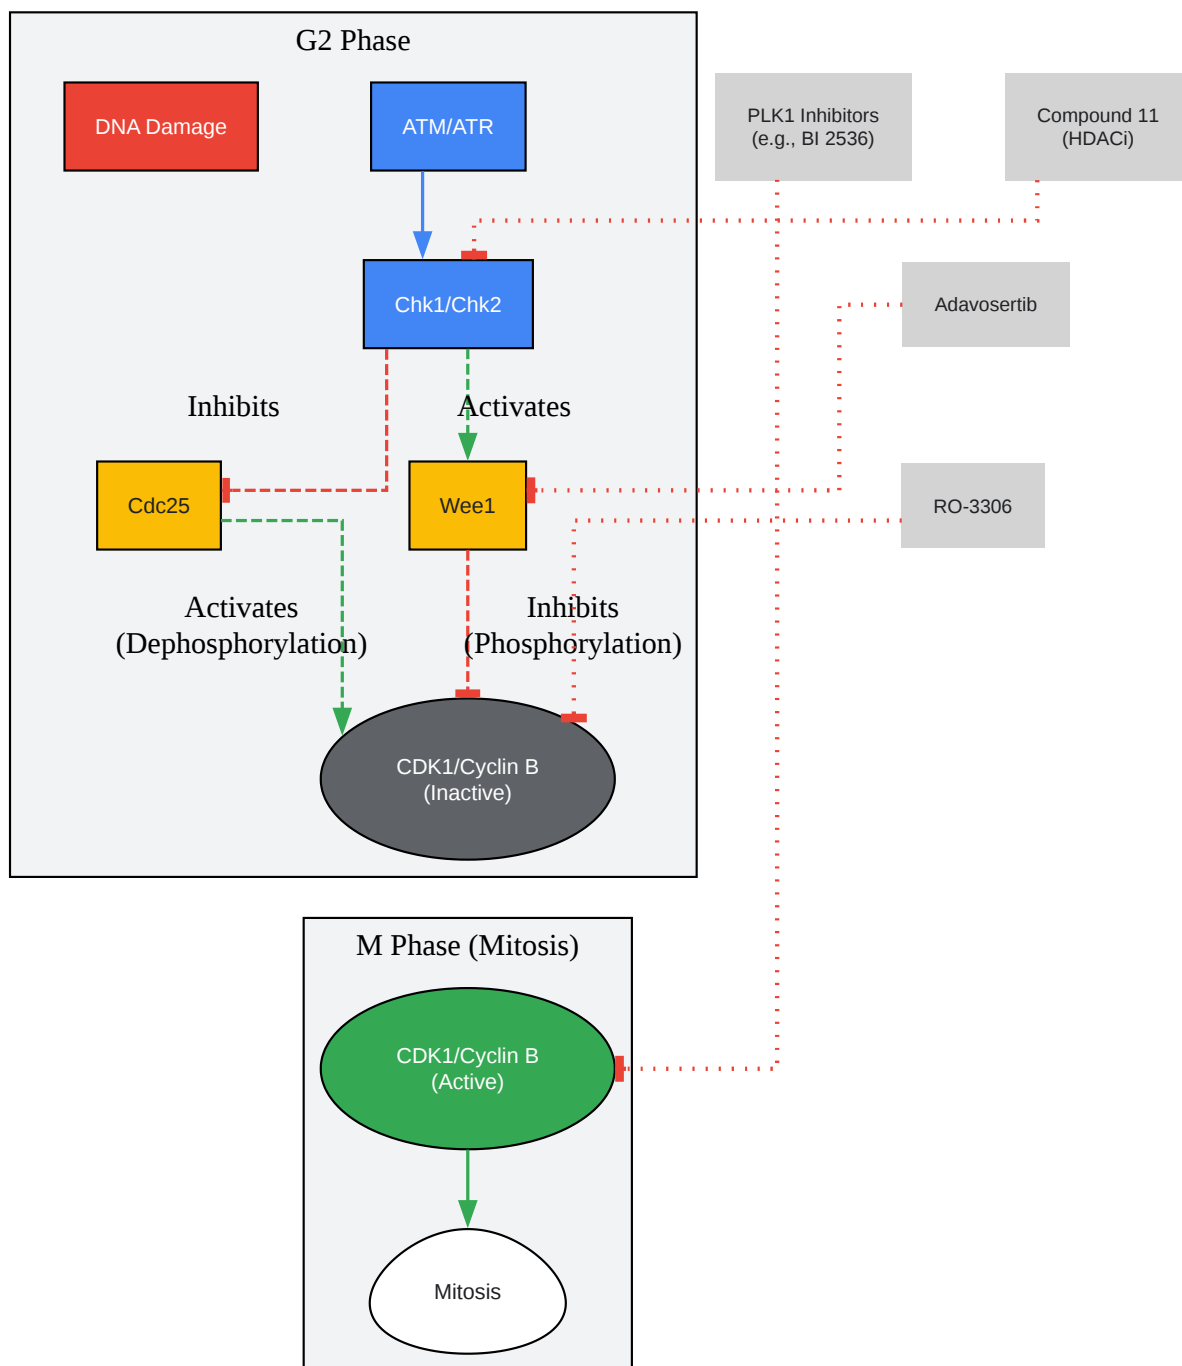 G2 Phase
DNA Damage
ATM/ATR
PLK1 Inhibitors
(e.g., BI 2536)
Compound 11
(HDACi)
Chk1/Chk2
Adavosertib
Inhibits
Activates
Cdc25
Wee1
RO-3306
Activates
(Dephosphorylation)
Inhibits
(Phosphorylation)
CDK1/Cyclin B
(Inactive)
M Phase (Mitosis)
CDK1/Cyclin B
(Active)
Mitosis